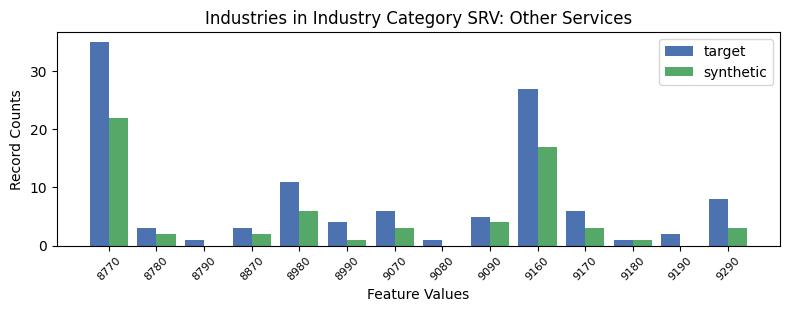 Industries in Industry Category SRV: Other Services
target
synthetic
Record Counts
30
20
10
0
8770 8780 8790 8870 8980 8990 9070 9080 9090 9160 9170 9180 9190 9290
Feature Values